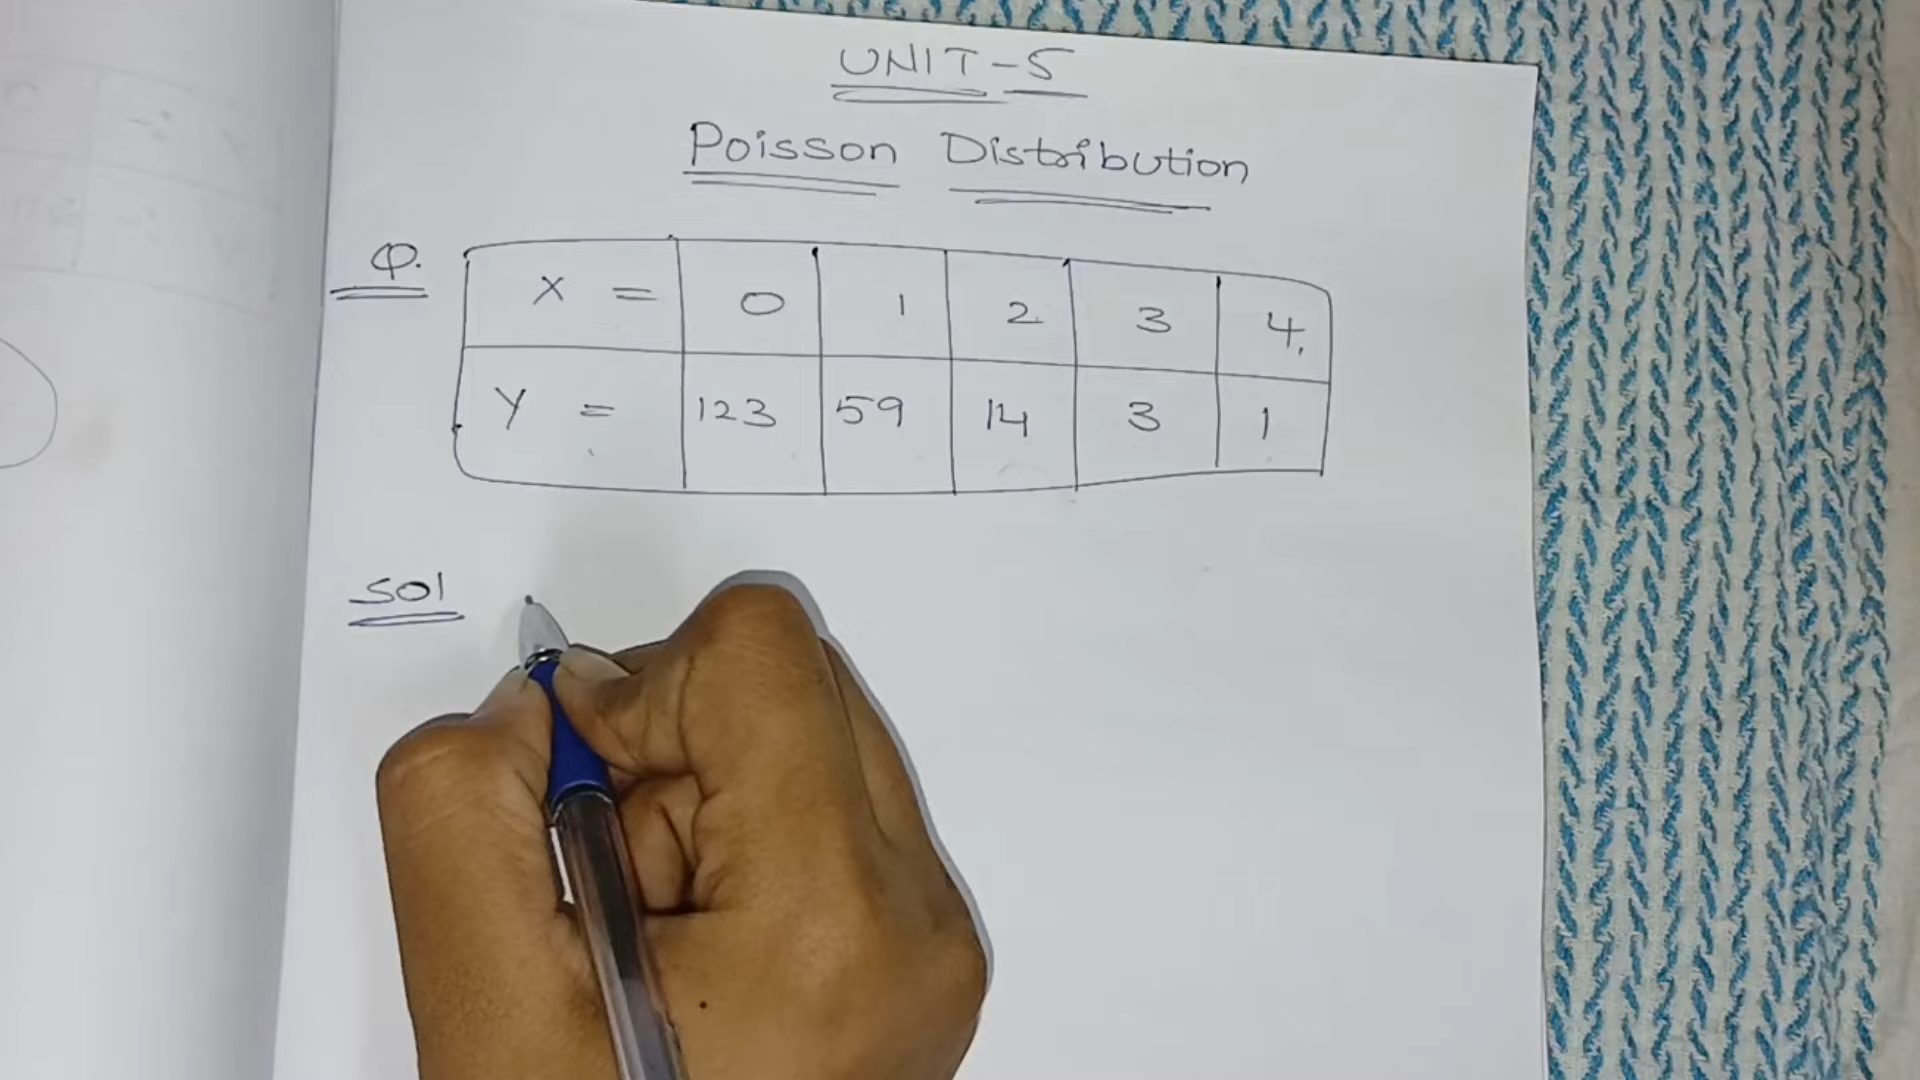 UNIT-5
Poisson Distribution
Q.
X = 0 1 2 3 4.
Y = 123 59 14 3 1
Sol